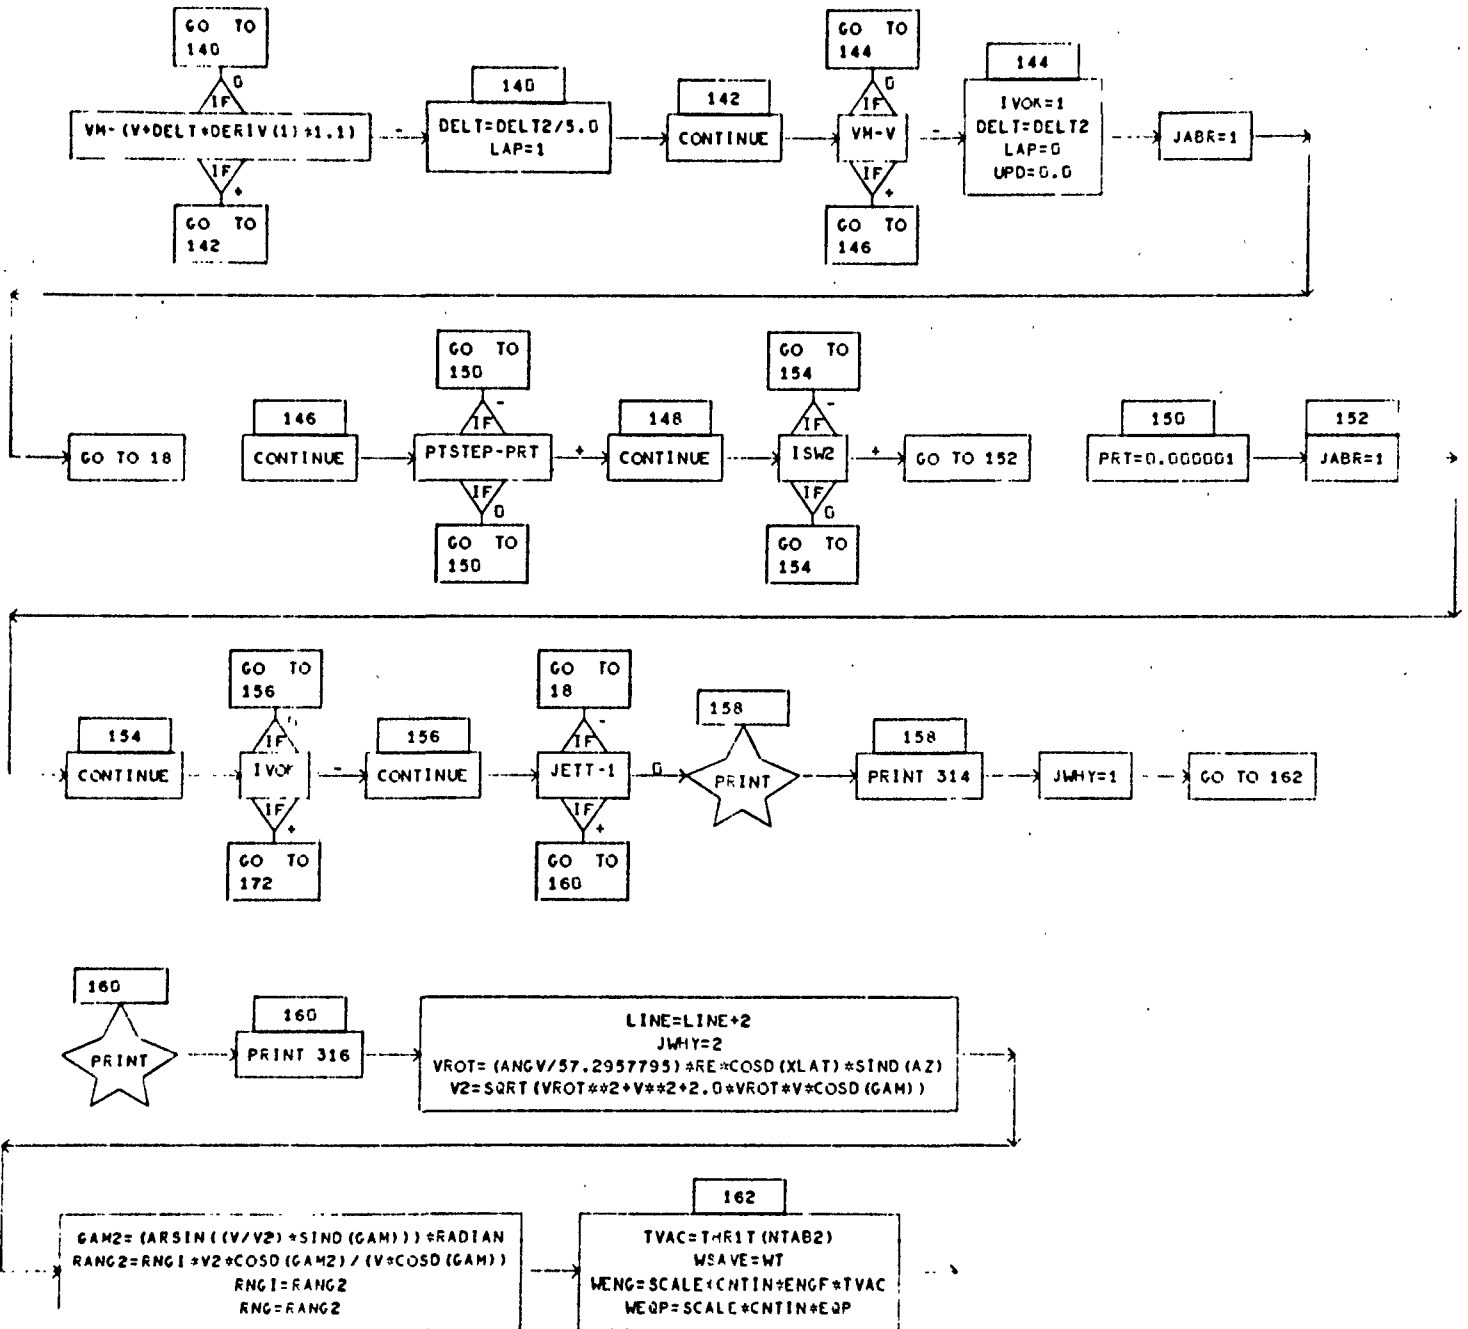 GO TO
140
0
IF
VM-(V+DELT*DERIV(1)*1.1)
-
IF
+
GO TO
142
140
DELT=DELT2/5.0
LAP=1
142
CONTINUE
GO TO
144
0
IF
VM-V
-
IF
+
GO TO
146
144
IVOK=1
DELT=DELT2
LAP=0
UPD=0.0
JABR=1
GO TO 18
146
CONTINUE
GO TO
150
-
IF
PTSTEP-PRT
+
IF
0
GO TO
150
148
CONTINUE
GO TO
154
-
IF
ISW2
+
IF
0
GO TO
154
GO TO 152
150
PRT=0.000001
152
JABR=1
154
CONTINUE
GO TO
156
0
IF
IVOK
-
IF
+
GO TO
172
156
CONTINUE
GO TO
18
-
IF
JETT-1
0
IF
+
GO TO
160
158
PRINT
158
PRINT 314
JWHY=1
GO TO 162
160
PRINT
160
PRINT 316
LINE=LINE+2
JWHY=2
VROT=(ANGV/57.2957795)*RE*COSD(XLAT)*SIND(AZ)
V2=SQRT(VROT**2+V**2+2.0*VROT*V*COSD(GAM))
GAM2=(ARSIN((V/V2)*SIND(GAM)))*RADIAN
RANG2=RNGI*V2*COSD(GAM2)/(V*COSD(GAM))
RNGI=RANG2
RNG=RANG2
162
TVAC=THR1T(NTAB2)
WSAVE=WT
WENG=SCALE*CNTIN*ENGF*TVAC
WEQP=SCALE*CNTIN*EQP